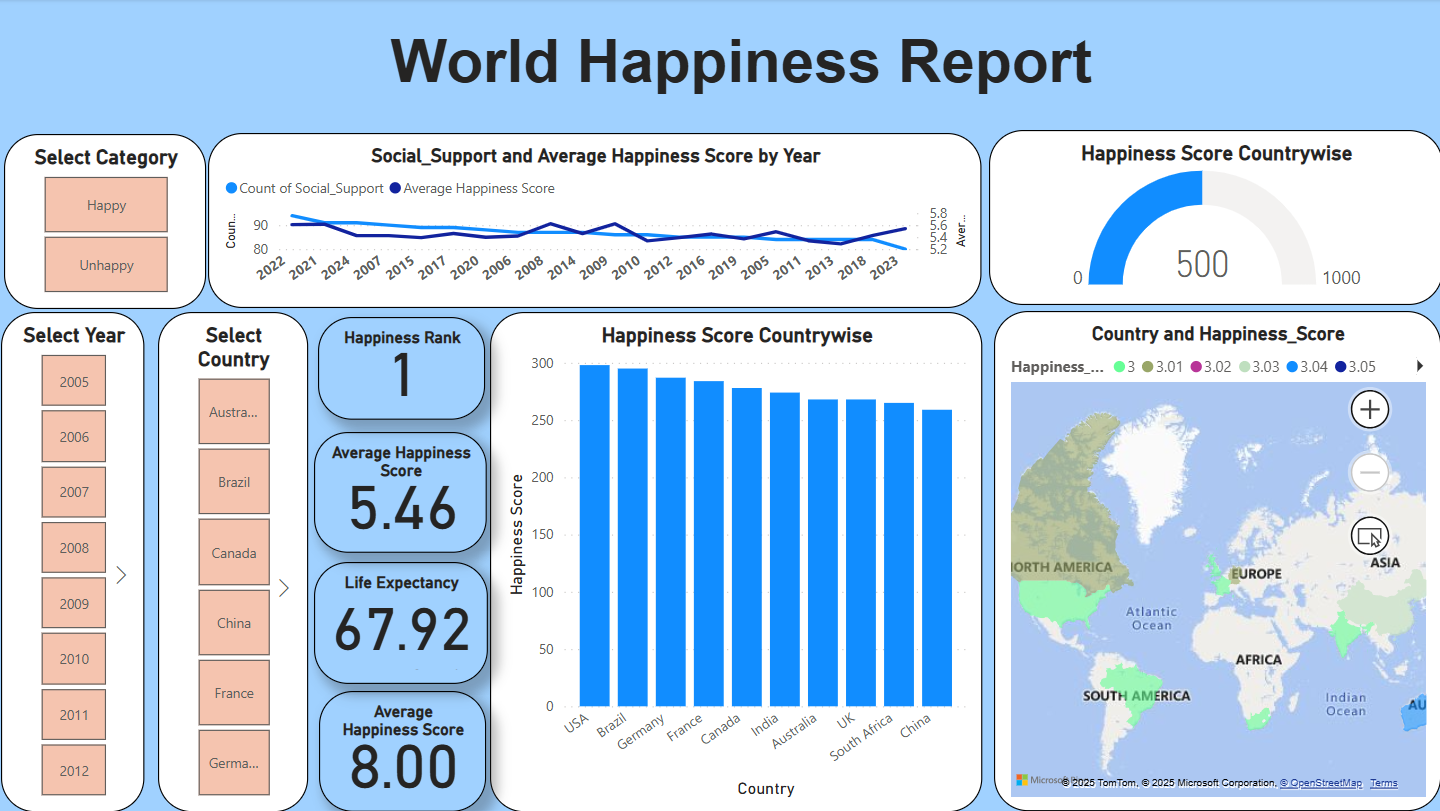 World Happiness Report
Select Category
Happy
Unhappy
Social_Support and Average Happiness Score by Year
Count of Social_Support Average Happiness Score
Coun...
90
80
5.8
5.6
5.4
5.2
Aver...
2022 2021 2024 2007 2015 2017 2020 2006 2008 2014 2009 2010 2012 2016 2019 2005 2011 2013 2018 2023
Happiness Score Countrywise
500
0
1000
Select Year
2005
2006
2007
2008
2009
2010
2011
2012
Select
Country
Austra...
Brazil
Canada
China
France
Germa...
Happiness Rank
1
Average Happiness
Score
5.46
Life Expectancy
67.92
Average
Happiness Score
8.00
Happiness Score Countrywise
Happiness Score
300
250
200
150
100
50
0
USA Brazil Germany France Canada India Australia UK South Africa China
Country
Country and Happiness_Score
Happiness_... 3 3.01 3.02 3.03 3.04 3.05
ORTH AMERICA
EUROPE
ASIA
Atlantic
Ocean
AFRICA
SOUTH AMERICA
Indian
Ocean
AU
Microsoft
© 2025 TomTom, © 2025 Microsoft Corporation, © OpenStreetMap Terms